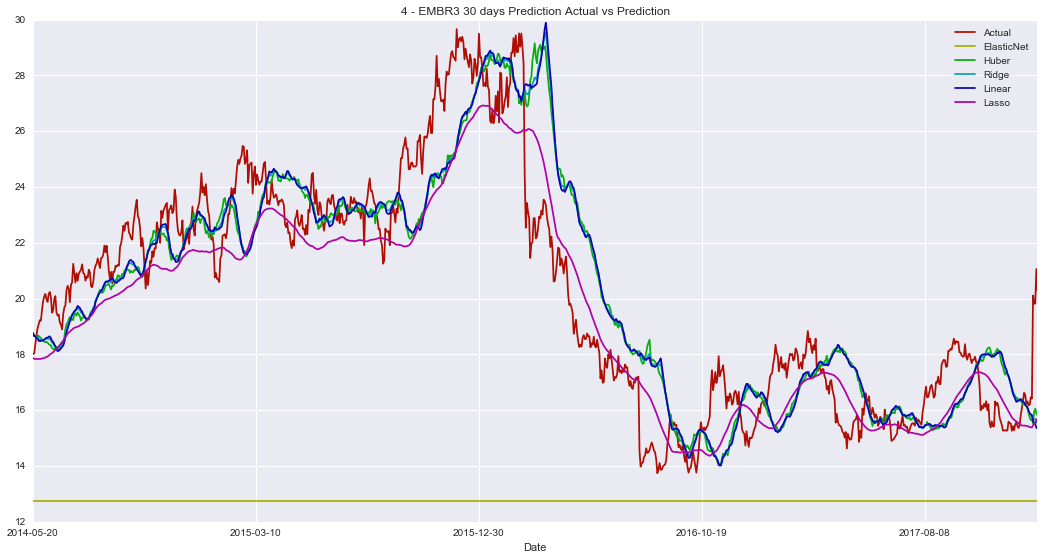 4 - EMBR3 30 days Prediction Actual vs Prediction
30
28
26
24
22
20
18
16
14
12
Actual
ElasticNet
Huber
Ridge
Linear
Lasso
2014-05-20
2015-03-10
2015-12-30
2016-10-19
2017-08-08
Date